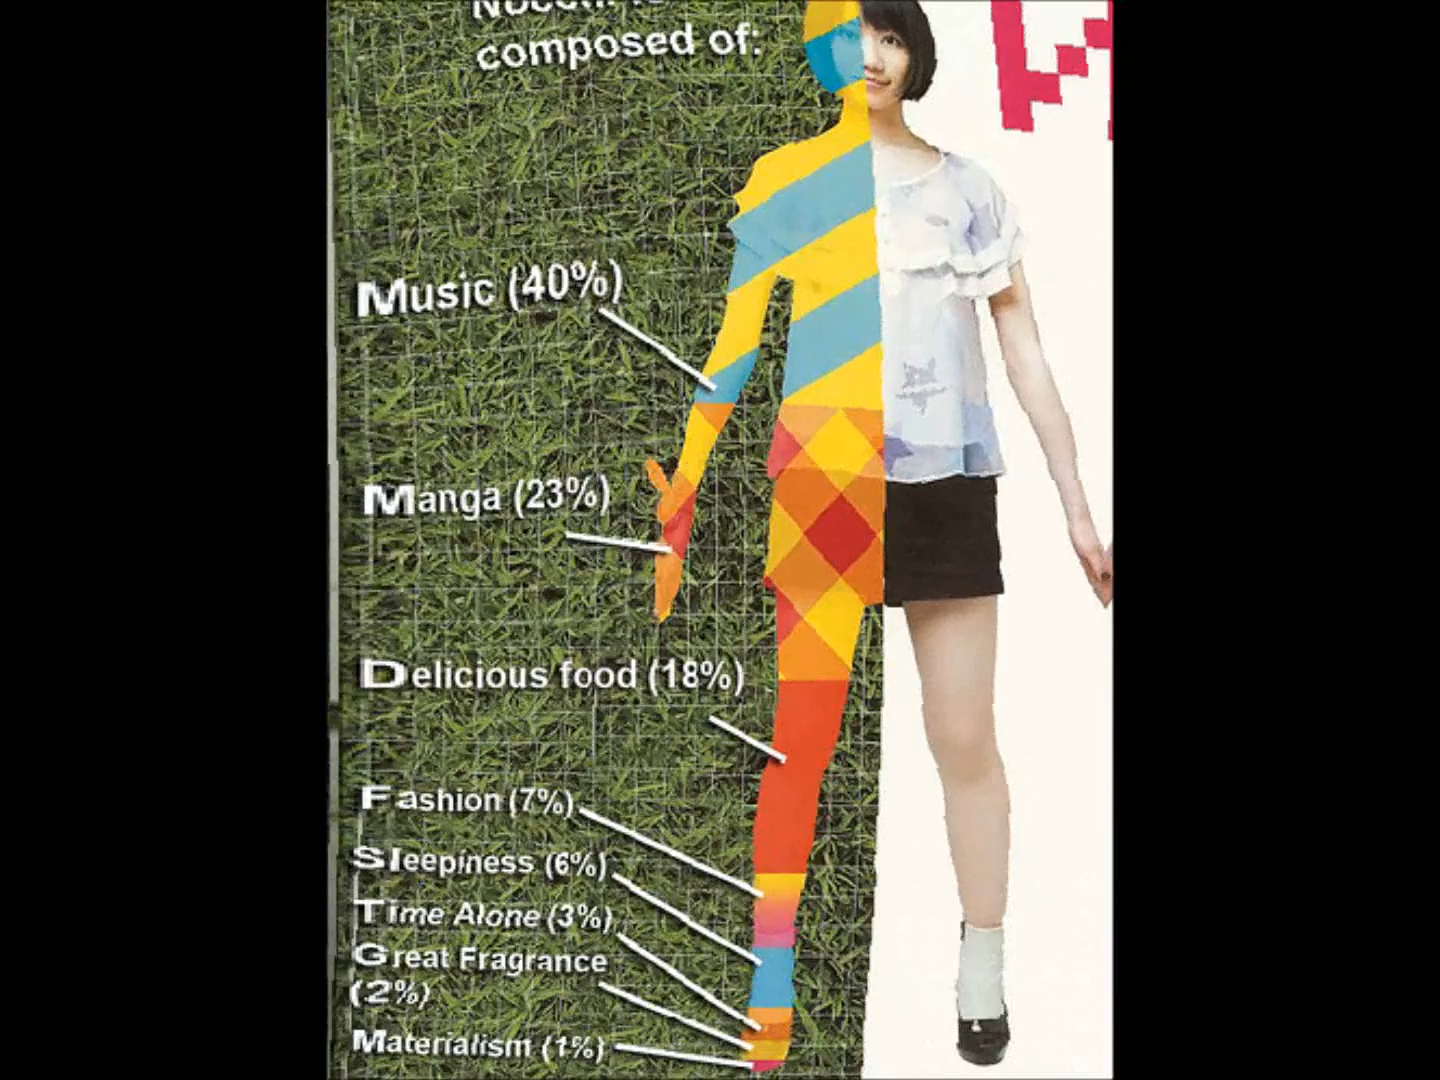 composed of:
Music (40%)
Manga (23%)
Delicious food (18%)
Fashion (7%)
Sleepiness (6%)
Time Alone (3%)
Great Fragrance
(2%)
Materialism (1%)